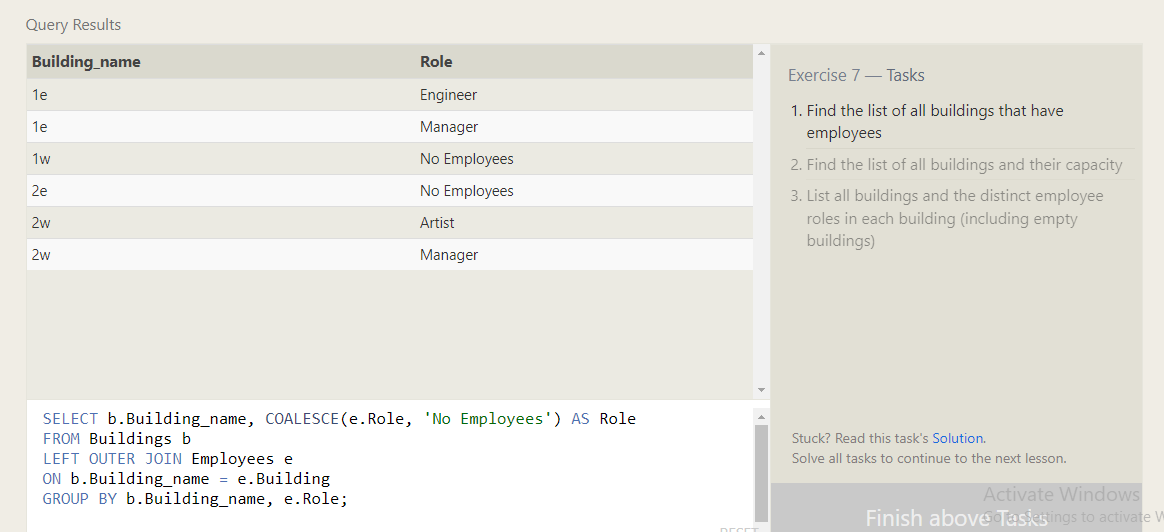 Query Results
Building_name Role
1e Engineer
1e Manager
1w No Employees
2e No Employees
2w Artist
2w Manager
SELECT b.Building_name, COALESCE(e.Role, 'No Employees') AS Role
FROM Buildings b
LEFT OUTER JOIN Employees e
ON b.Building_name = e.Building
GROUP BY b.Building_name, e.Role;
RESET
Exercise 7 — Tasks
1. Find the list of all buildings that have
employees
2. Find the list of all buildings and their capacity
3. List all buildings and the distinct employee
roles in each building (including empty
buildings)
Stuck? Read this task's Solution.
Solve all tasks to continue to the next lesson.
Activate Windows
Finish above Tasks
Go to Settings to activate W